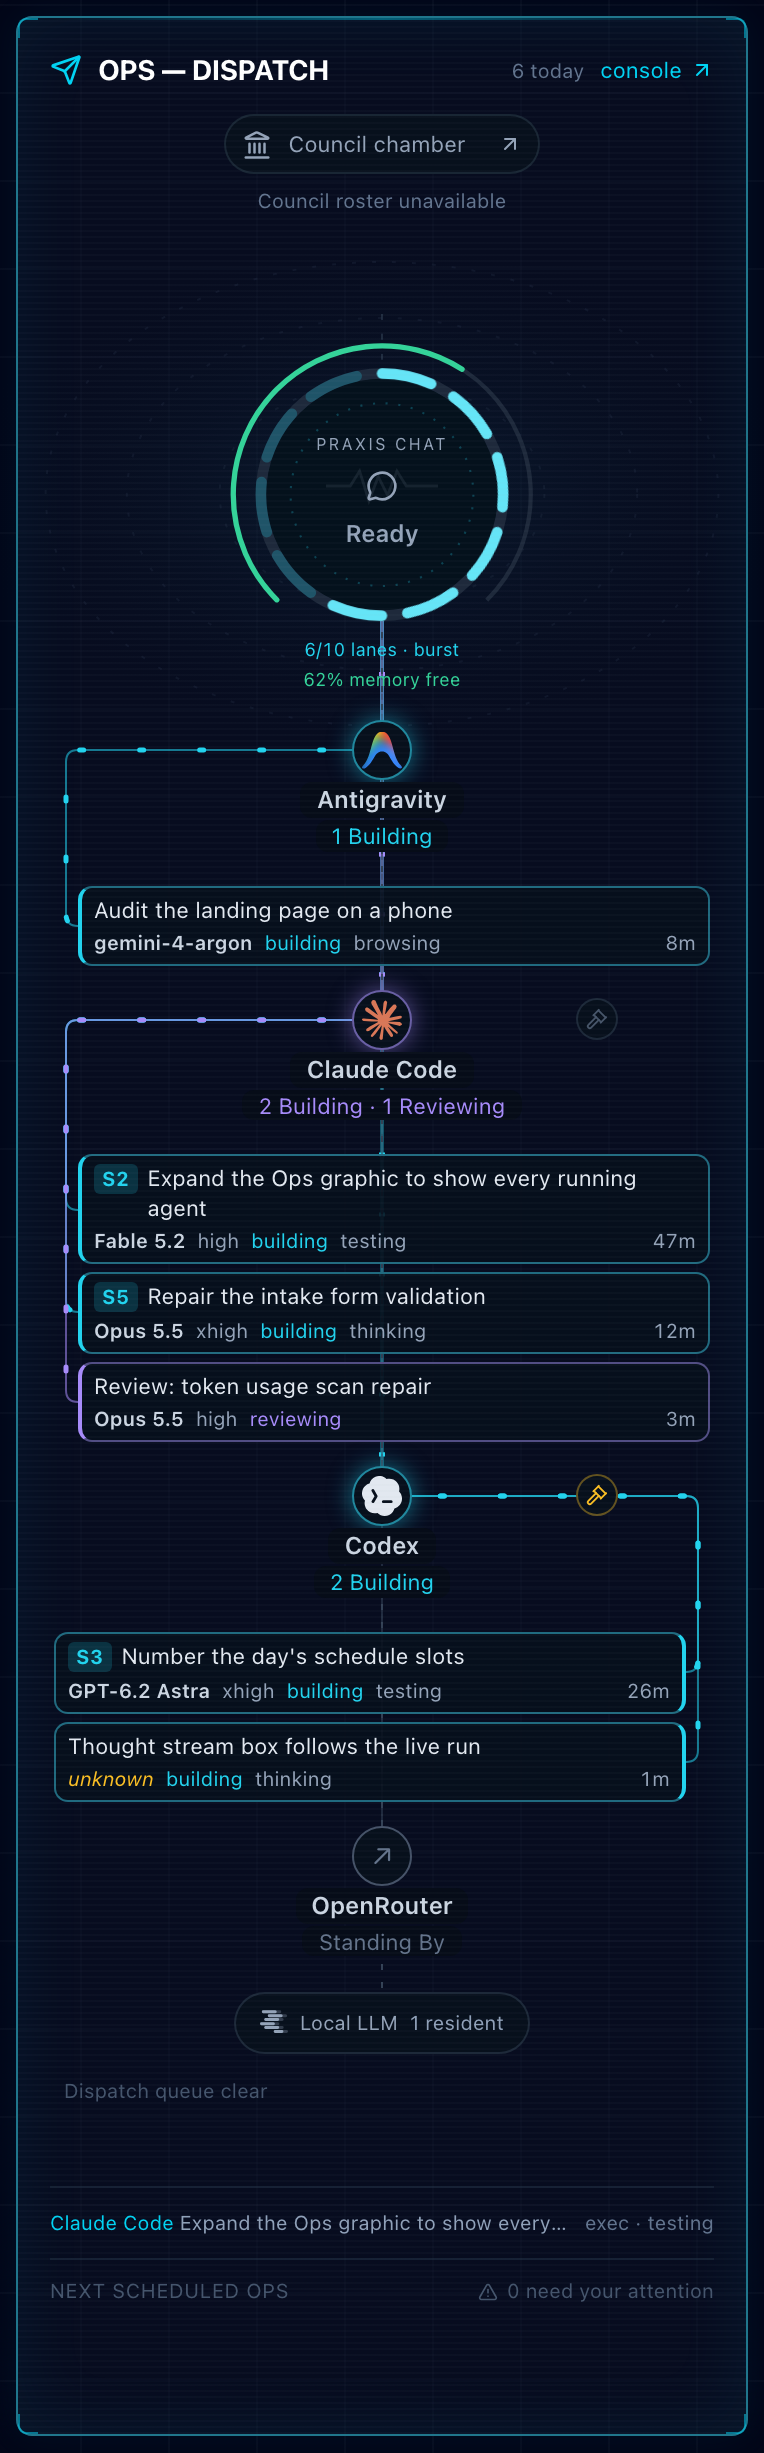 OPS — DISPATCH
6 today console
Council chamber
Council roster unavailable
PRAXIS CHAT
Ready
6/10 lanes · burst
62% memory free
Antigravity
1 Building
Audit the landing page on a phone
gemini-4-argon building browsing 8m
Claude Code
2 Building · 1 Reviewing
S2 Expand the Ops graphic to show every running
agent
Fable 5.2 high building testing 47m
S5 Repair the intake form validation
Opus 5.5 xhigh building thinking 12m
Review: token usage scan repair
Opus 5.5 high reviewing 3m
Codex
2 Building
S3 Number the day's schedule slots
GPT-6.2 Astra xhigh building testing 26m
Thought stream box follows the live run
unknown building thinking 1m
OpenRouter
Standing By
Local LLM 1 resident
Dispatch queue clear
Claude Code Expand the Ops graphic to show every... exec · testing
NEXT SCHEDULED OPS 0 need your attention